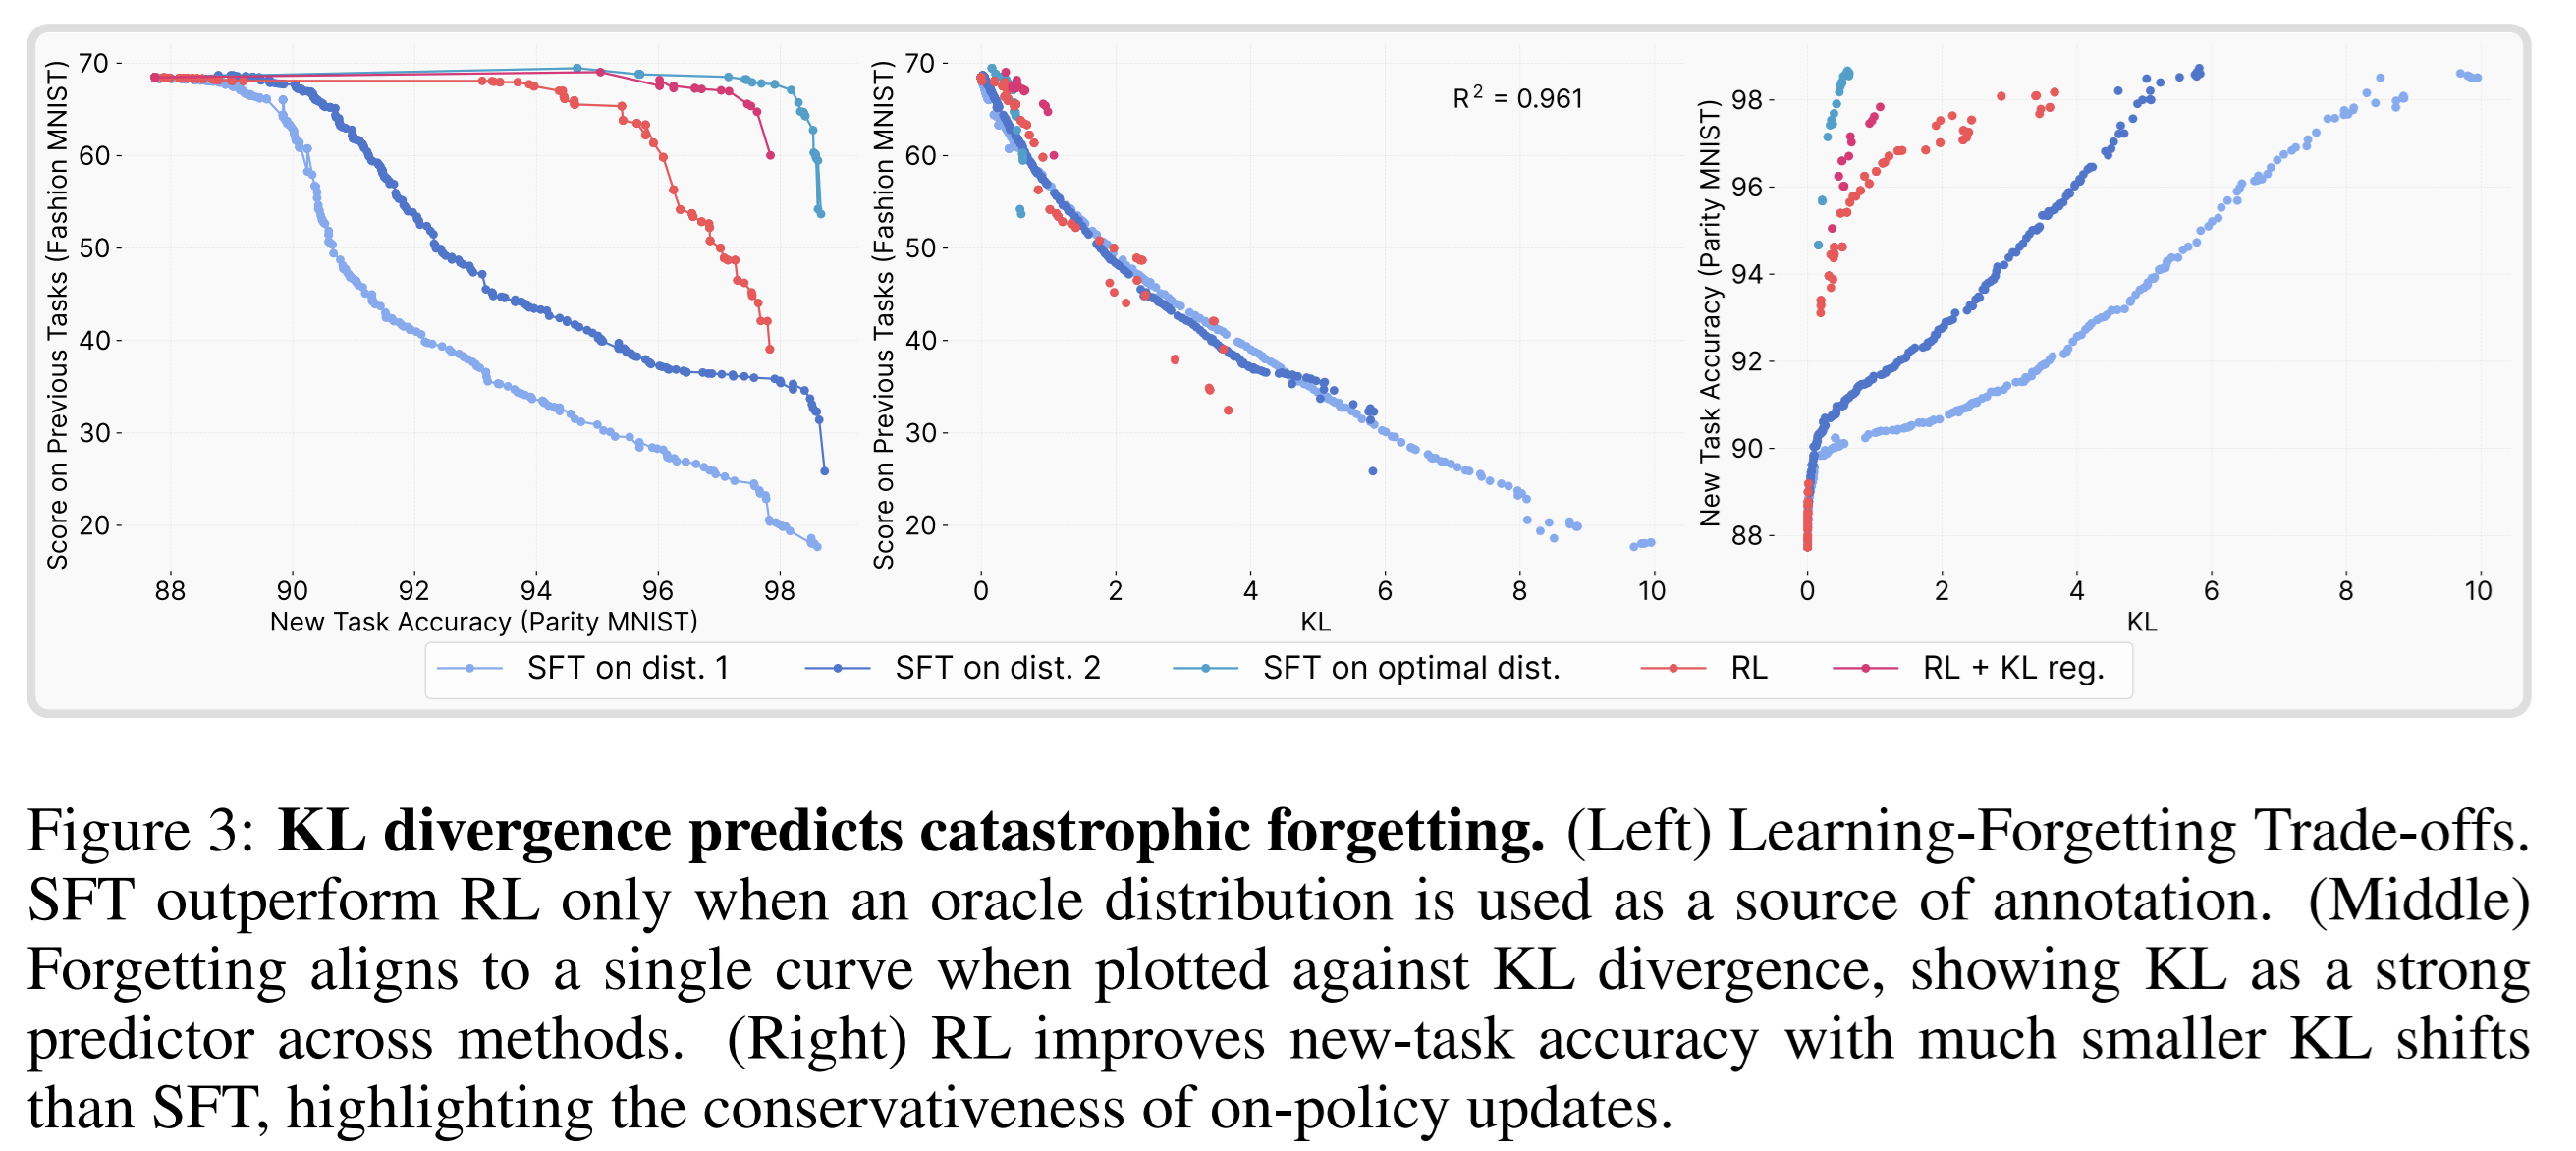 70
60
50
40
30
20
Score on Previous Tasks (Fashion MNIST)
88 90 92 94 96 98
New Task Accuracy (Parity MNIST)
70
60
50
40
30
20
Score on Previous Tasks (Fashion MNIST)
R² = 0.961
0 2 4 6 8 10
KL
98
96
94
92
90
88
New Task Accuracy (Parity MNIST)
0 2 4 6 8 10
KL
SFT on dist. 1 SFT on dist. 2 SFT on optimal dist. RL RL + KL reg.
Figure 3: KL divergence predicts catastrophic forgetting. (Left) Learning-Forgetting Trade-offs.
SFT outperform RL only when an oracle distribution is used as a source of annotation. (Middle)
Forgetting aligns to a single curve when plotted against KL divergence, showing KL as a strong
predictor across methods. (Right) RL improves new-task accuracy with much smaller KL shifts
than SFT, highlighting the conservativeness of on-policy updates.